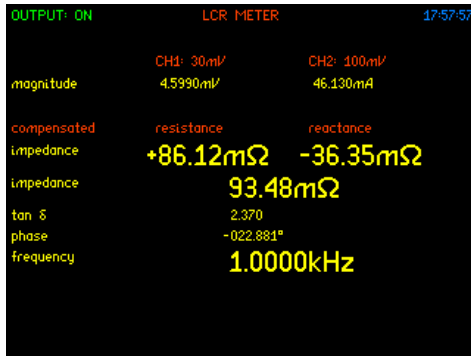 OUTPUT: ON LCR METER 17:57:57
CH1: 30mV CH2: 100mV
magnitude 4.5990mV 46.130mA
compensated resistance reactance
impedance +86.12mΩ -36.35mΩ
impedance 93.48mΩ
tan δ 2.370
phase -022.881°
frequency 1.0000kHz